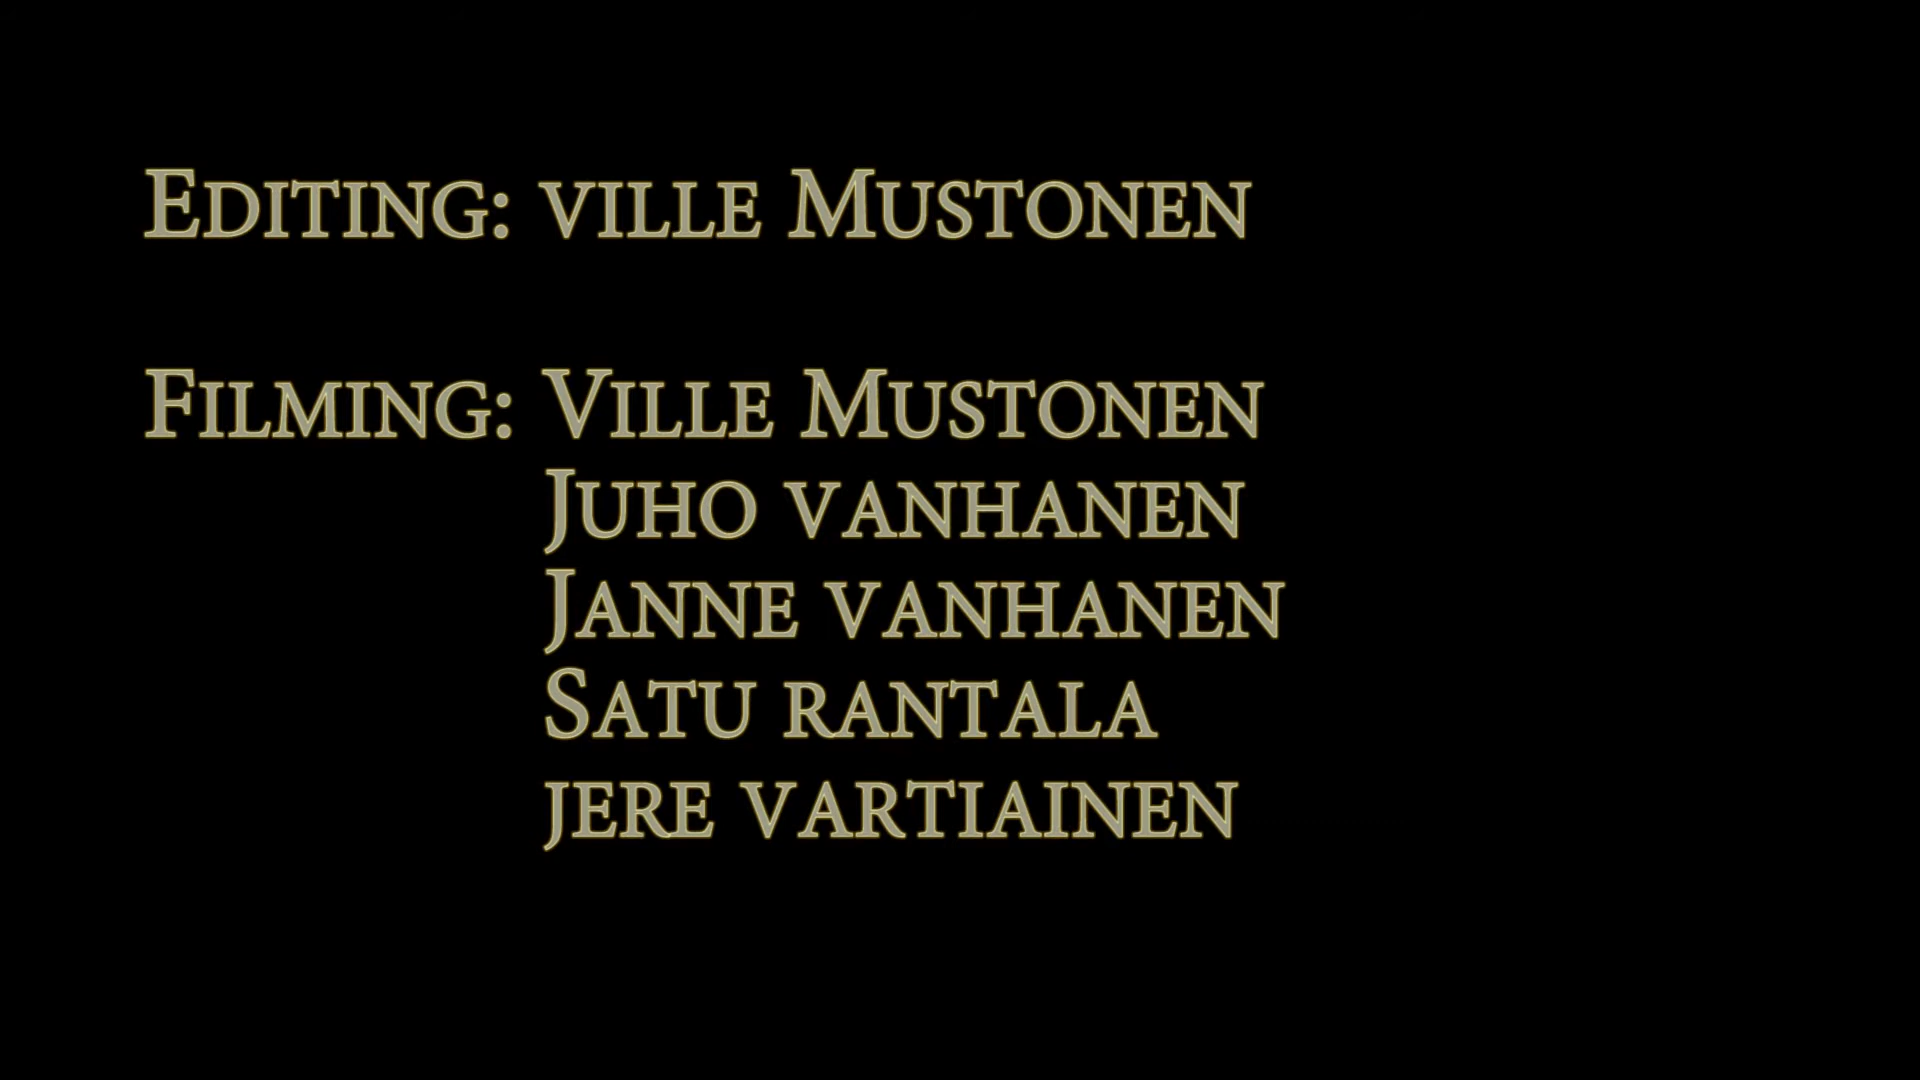 Editing: ville Mustonen
Filming: Ville Mustonen
Juho vanhanen
Janne vanhanen
Satu rantala
jere vartiainen